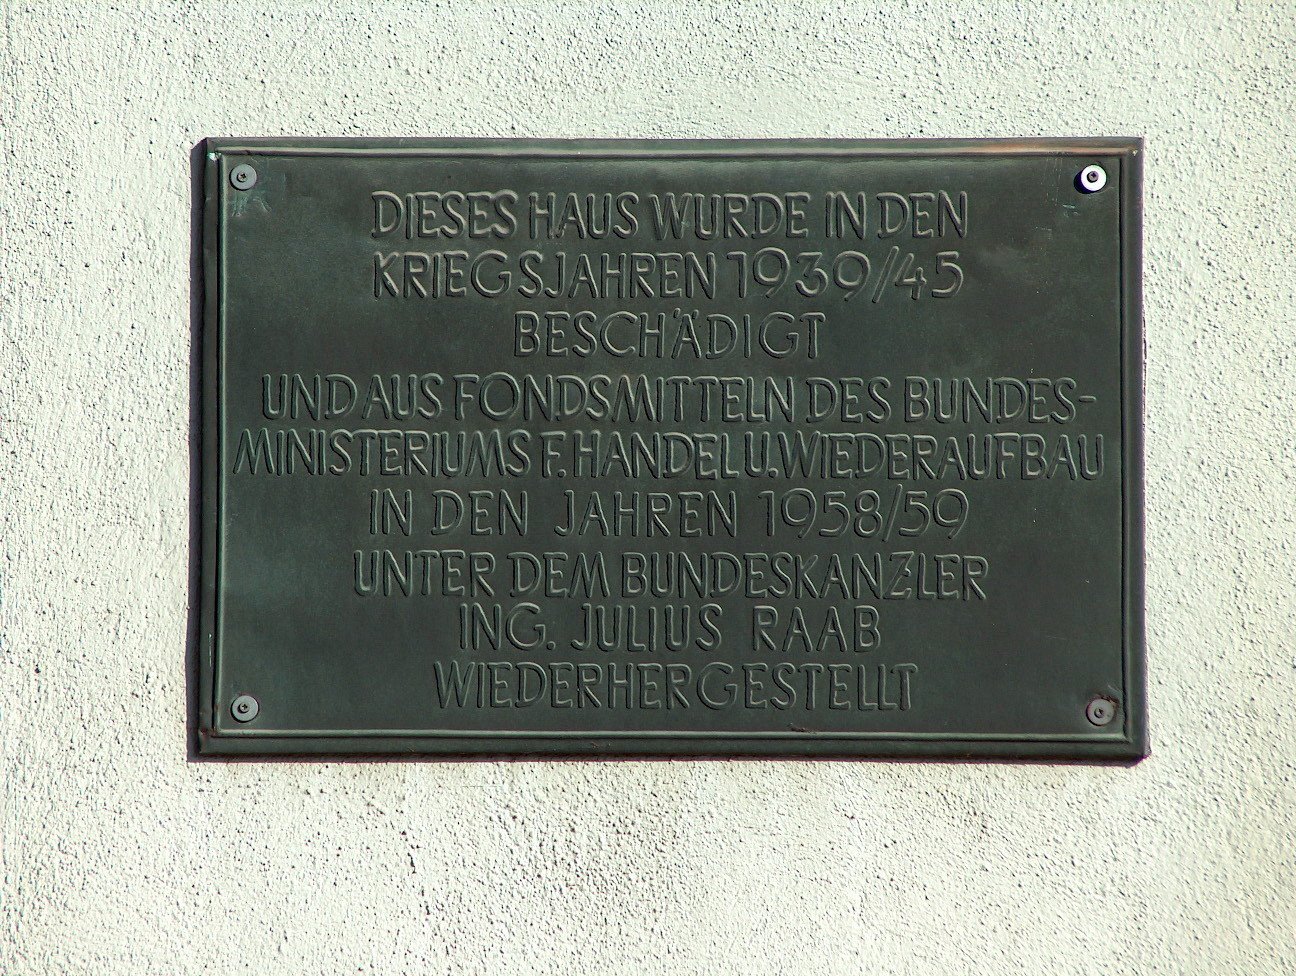 DIESES HAUS WURDE IN DEN
KRIEGSJAHREN 1939/45
BESCHÄDIGT
UND AUS FONDSMITTELN DES BUNDES-
MINISTERIUMS F. HANDEL U. WIEDERAUFBAU
IN DEN JAHREN 1958/59
UNTER DEM BUNDESKANZLER
ING. JULIUS RAAB
WIEDERHERGESTELLT